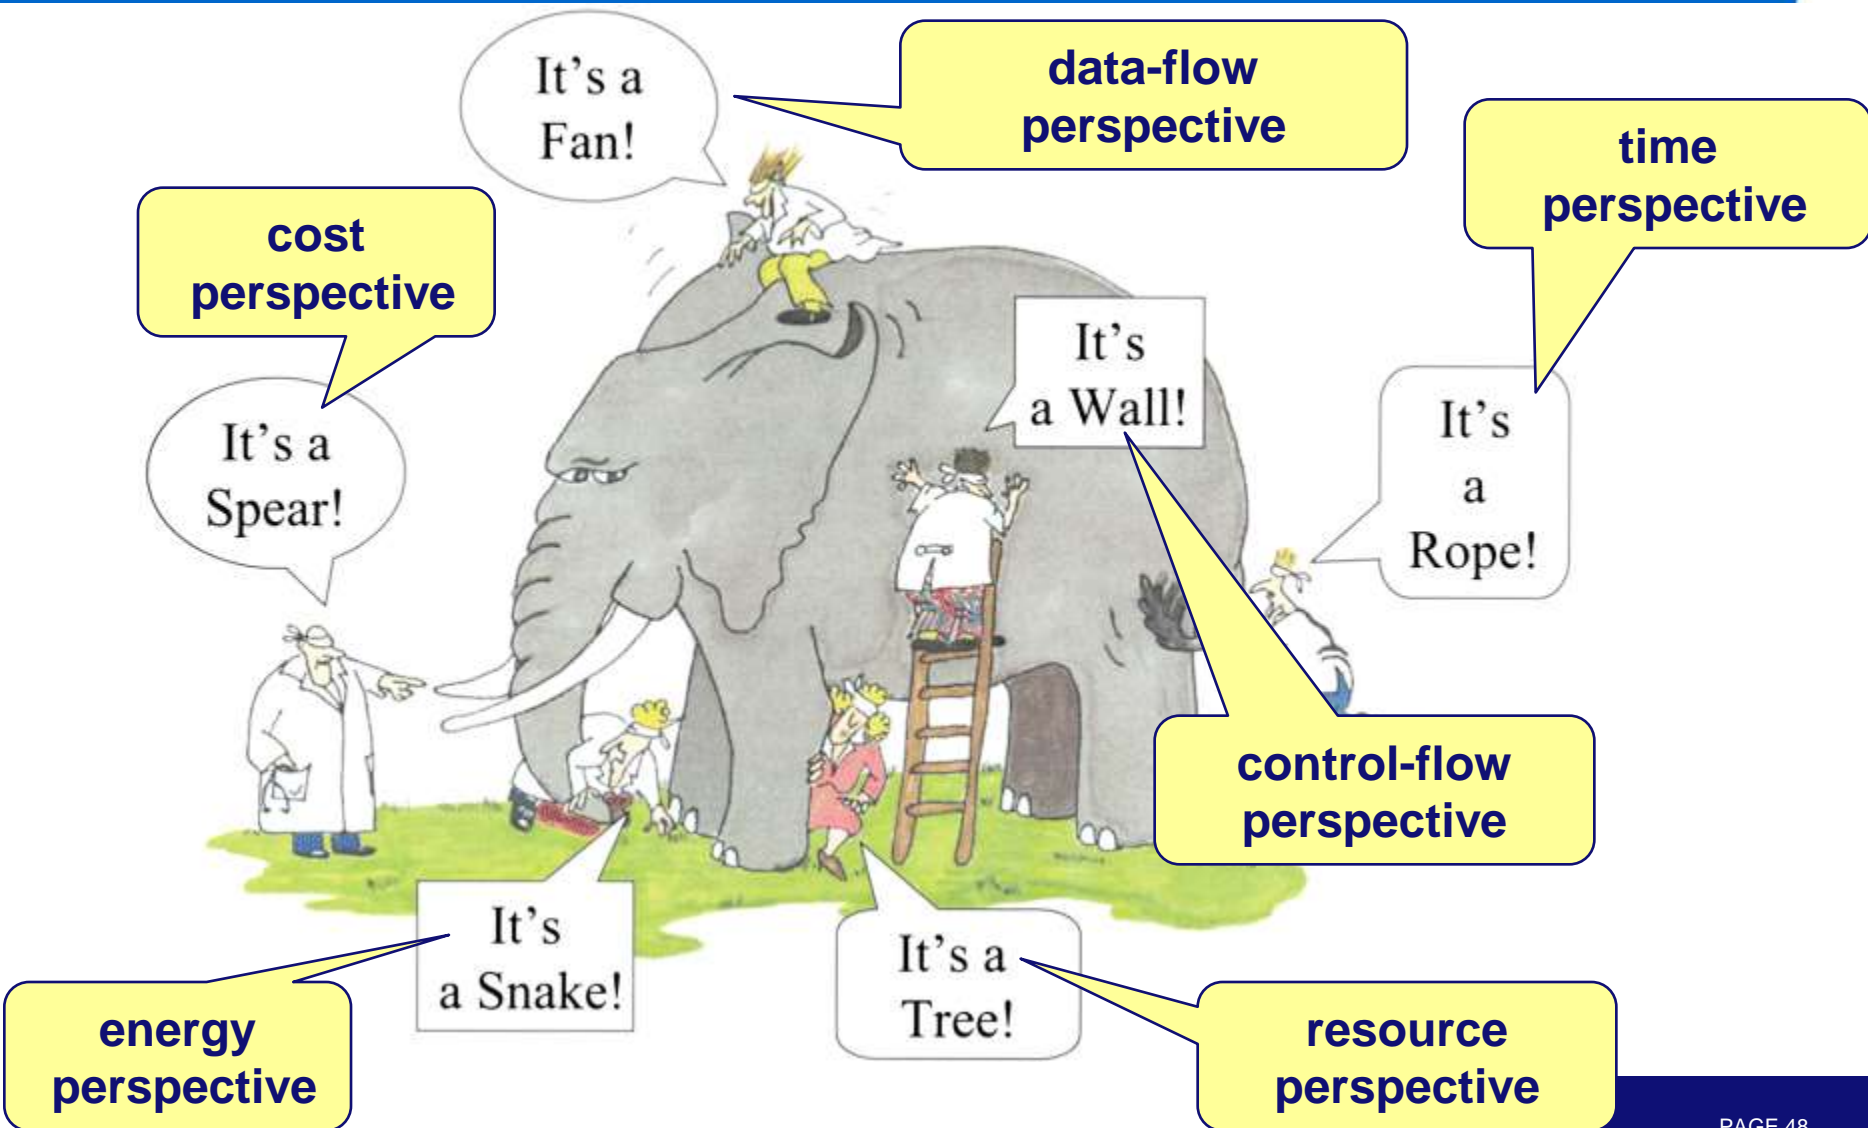 It's a
Fan!
data-flow
perspective
time
perspective
cost
perspective
It's
a Wall!
It's a
Spear!
It's
a
Rope!
control-flow
perspective
It's
a Snake!
It's a
Tree!
energy
perspective
resource
perspective
PAGE 48